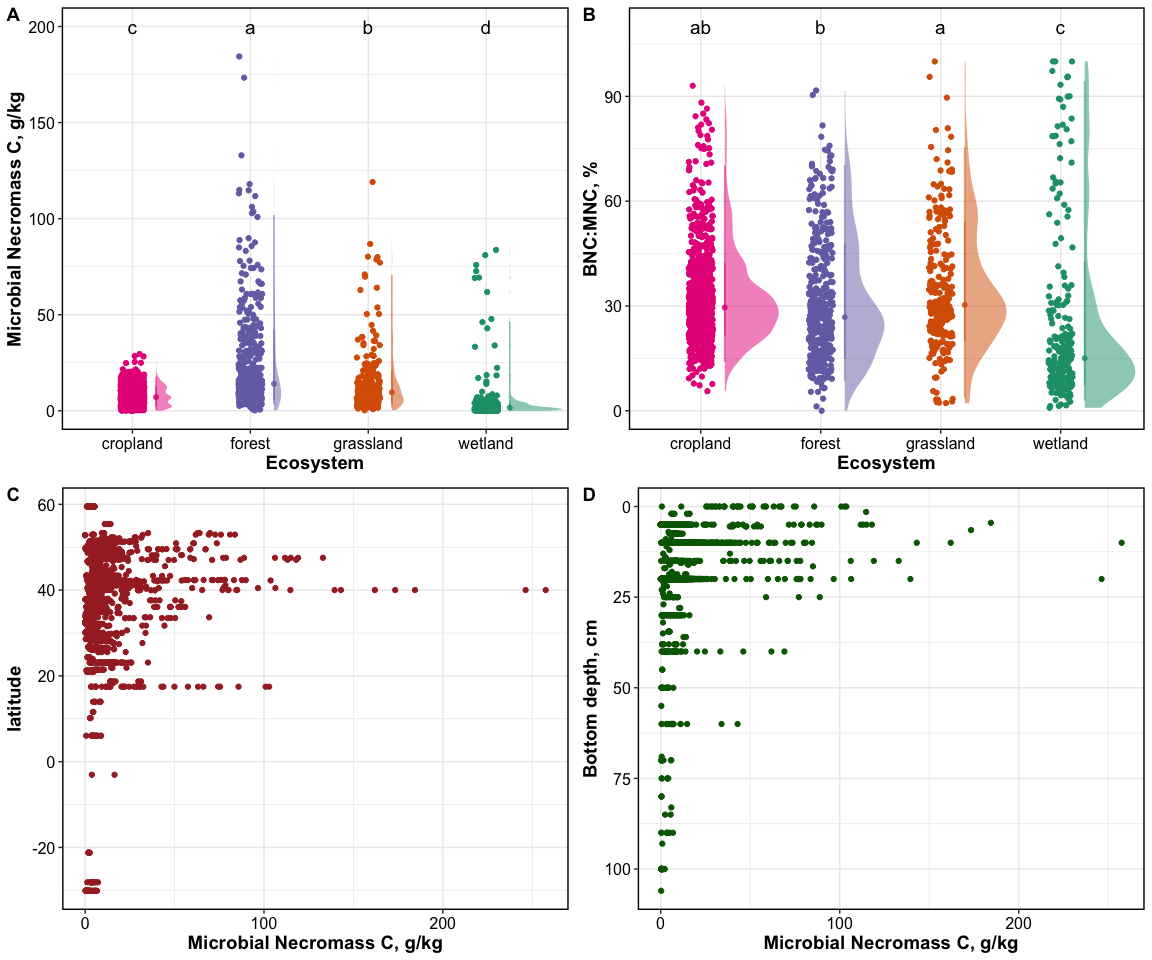 A
Microbial Necromass C, g/kg
200
150
100
50
0
c a b d
cropland forest grassland wetland
Ecosystem
B
BNC:MNC, %
90
60
30
0
ab b a c
cropland forest grassland wetland
Ecosystem
C
latitude
60
40
20
0
-20
0 100 200
Microbial Necromass C, g/kg
D
Bottom depth, cm
0
25
50
75
100
0 100 200
Microbial Necromass C, g/kg